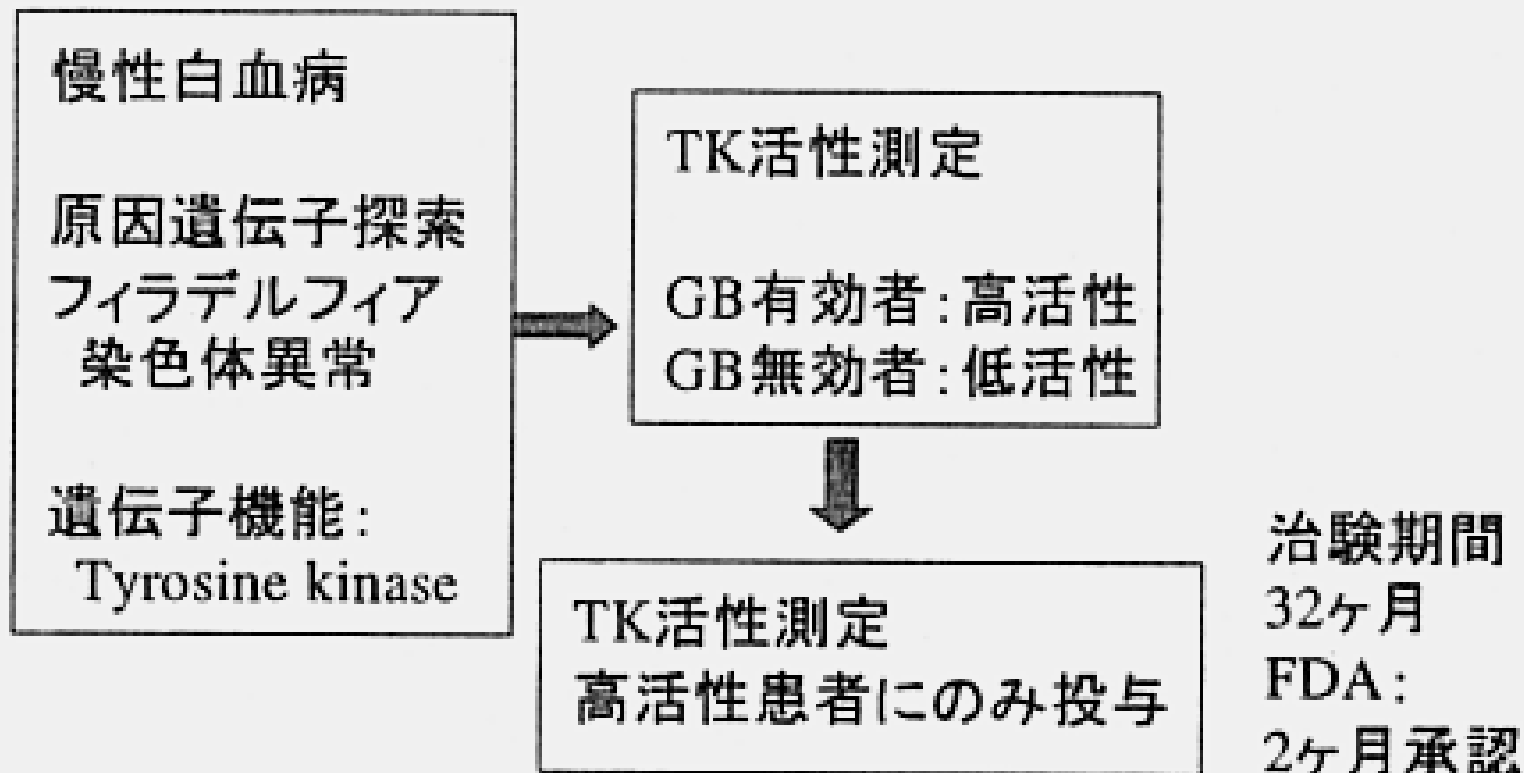 慢性白血病
原因遺伝子探索
フィラデルフィア
染色体異常
遺伝子機能:
Tyrosine kinase
TK活性測定
GB有効者:高活性
GB無効者:低活性
TK活性測定
高活性患者にのみ投与
治験期間
32ケ月
FDA:
2ケ月承認